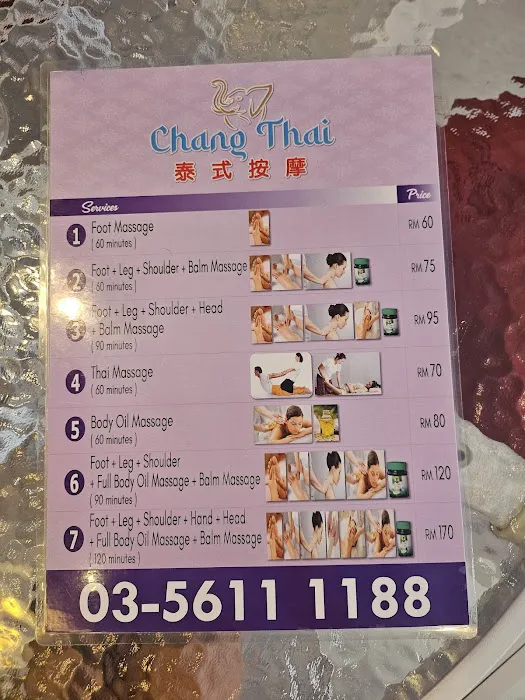 Chang Thai
泰式按摩
Services Price
1 Foot Massage RM 60
( 60 minutes )
2 Foot + Leg + Shoulder + Balm Massage RM 75
( 60 minutes )
3 Foot + Leg + Shoulder + Head RM 95
+ Balm Massage
( 90 minutes )
4 Thai Massage RM 70
( 60 minutes )
5 Body Oil Massage RM 80
( 60 minutes )
6 Foot + Leg + Shoulder RM 120
+ Full Body Oil Massage + Balm Massage
( 90 minutes )
7 Foot + Leg + Shoulder + Hand + Head RM 170
+ Full Body Oil Massage + Balm Massage
( 120 minutes )
03-5611 1188